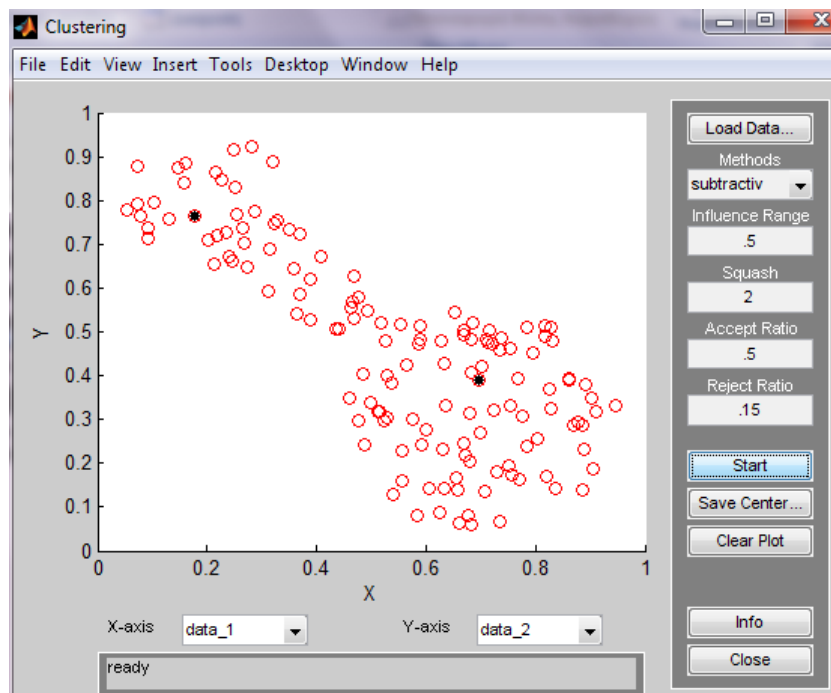 Clustering
File Edit View Insert Tools Desktop Window Help
1
0.9
0.8
0.7
0.6
0.5
0.4
0.3
0.2
0.1
0
Y
0 0.2 0.4 0.6 0.8 1
X
X-axis data_1 Y-axis data_2
ready
Load Data...
Methods
subtractiv
Influence Range
.5
Squash
2
Accept Ratio
.5
Reject Ratio
.15
Start
Save Center...
Clear Plot
Info
Close